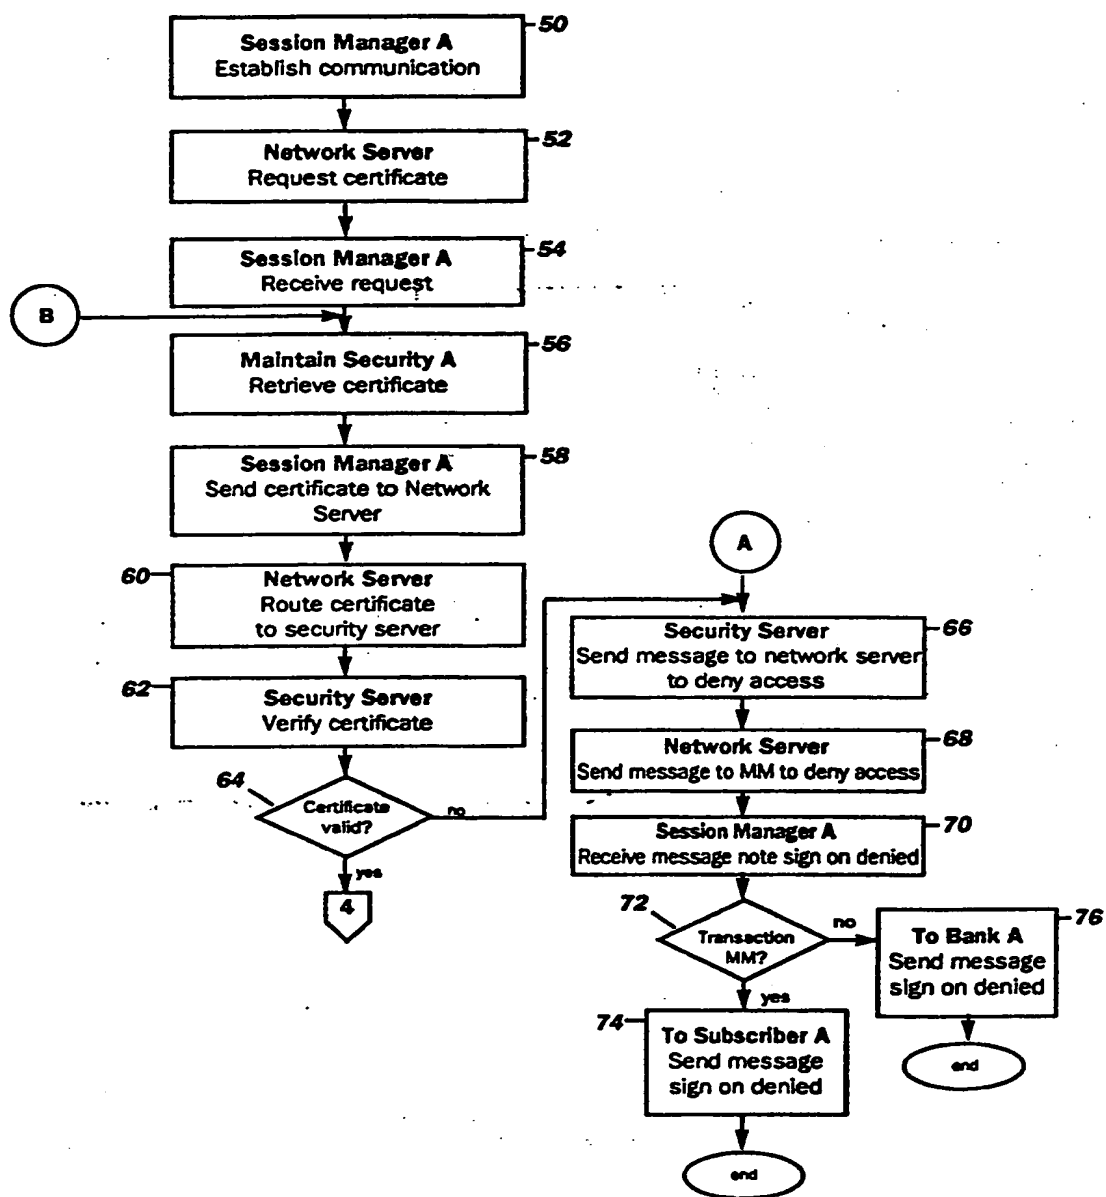 50
Session Manager A
Establish communication
52
Network Server
Request certificate
54
Session Manager A
Receive request
B
56
Maintain Security A
Retrieve certificate
58
Session Manager A
Send certificate to Network
Server
60
Network Server
Route certificate
to security server
62
Security Server
Verify certificate
64
Certificate
valid?
no
yes
4
A
66
Security Server
Send message to network server
to deny access
68
Network Server
Send message to MM to deny access
70
Session Manager A
Receive message note sign on denied
72
Transaction
MM?
no
yes
76
To Bank A
Send message
sign on denied
end
74
To Subscriber A
Send message
sign on denied
end